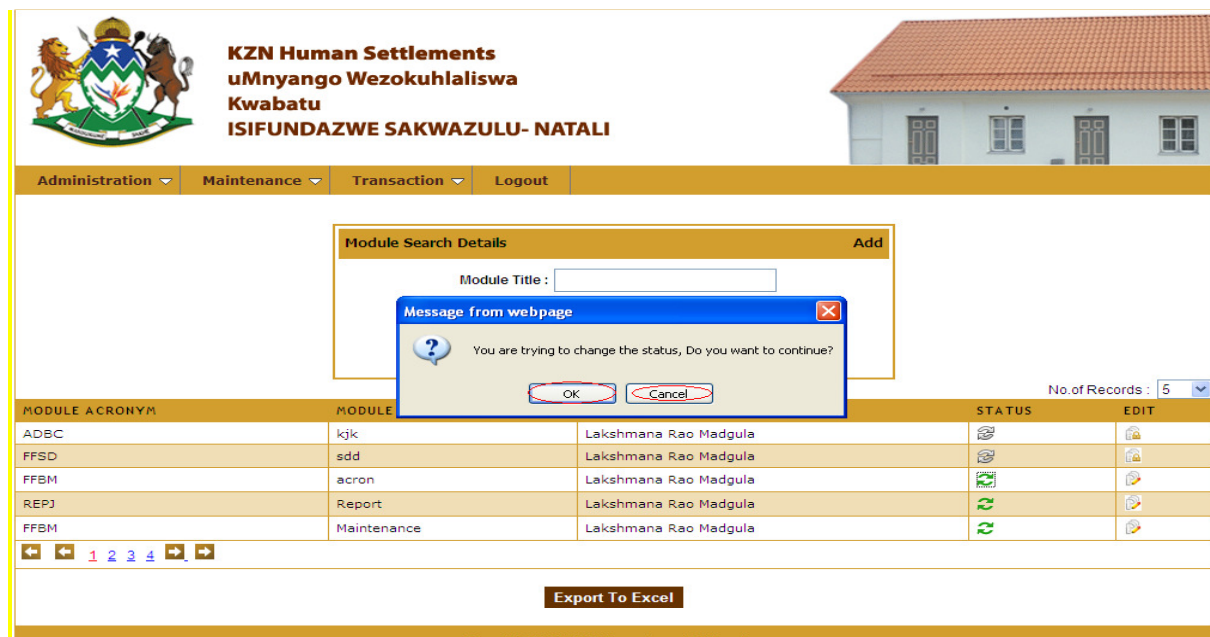 KZN Human Settlements
uMnyango Wezokuhlaliswa
Kwabatu
ISIFUNDAZWE SAKWAZULU- NATALI
Administration Maintenance Transaction Logout
Module Search Details Add
Module Title :
Message from webpage
You are trying to change the status, Do you want to continue?
OK Cancel
No.of Records : 5
MODULE ACRONYM MODULE STATUS EDIT
ADBC kjk Lakshmana Rao Madgula
FFSD sdd Lakshmana Rao Madgula
FFBM acron Lakshmana Rao Madgula
REPJ Report Lakshmana Rao Madgula
FFBM Maintenance Lakshmana Rao Madgula
1 2 3 4
Export To Excel